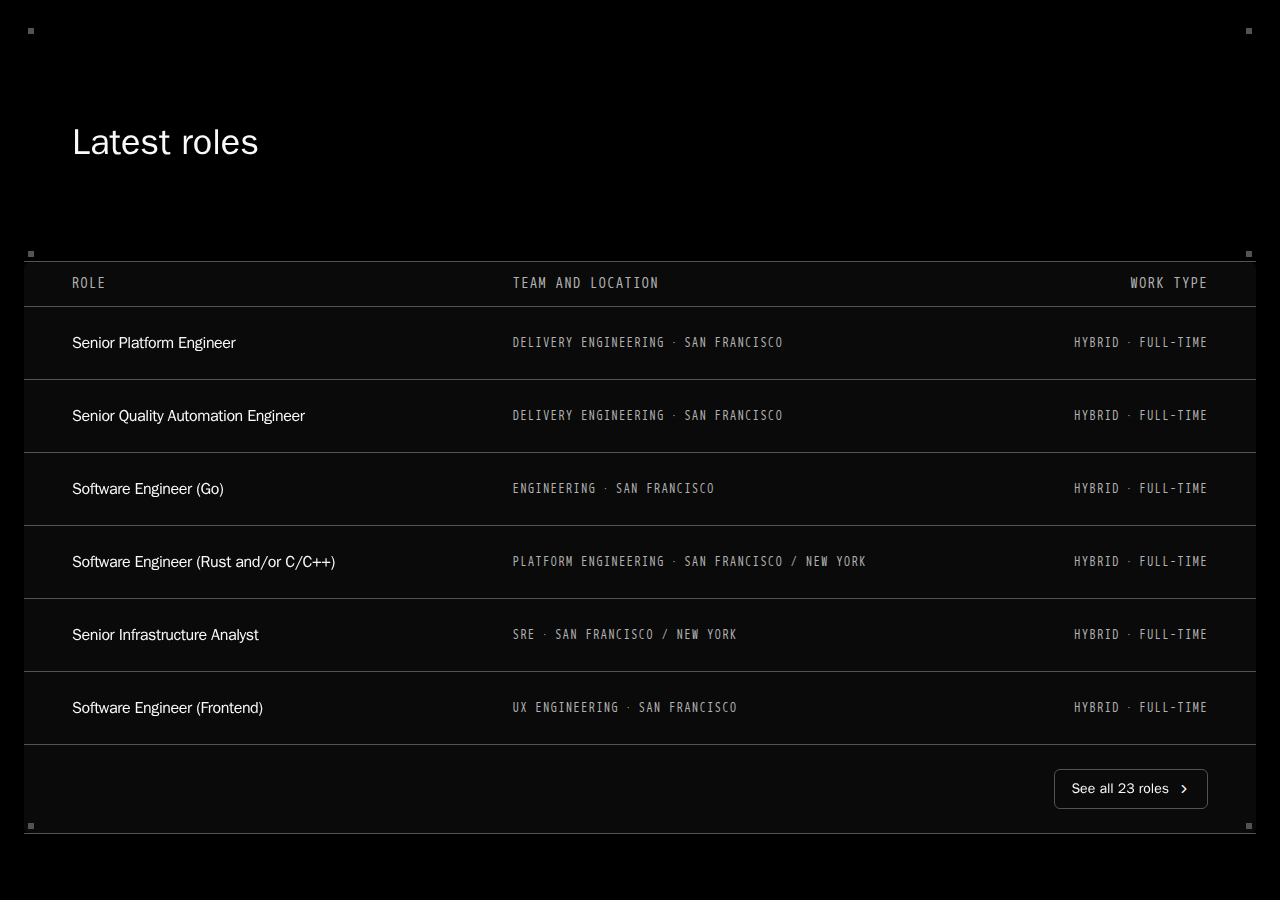 Latest roles
ROLE TEAM AND LOCATION WORK TYPE
Senior Platform Engineer DELIVERY ENGINEERING · SAN FRANCISCO HYBRID · FULL-TIME
Senior Quality Automation Engineer DELIVERY ENGINEERING · SAN FRANCISCO HYBRID · FULL-TIME
Software Engineer (Go) ENGINEERING · SAN FRANCISCO HYBRID · FULL-TIME
Software Engineer (Rust and/or C/C++) PLATFORM ENGINEERING · SAN FRANCISCO / NEW YORK HYBRID · FULL-TIME
Senior Infrastructure Analyst SRE · SAN FRANCISCO / NEW YORK HYBRID · FULL-TIME
Software Engineer (Frontend) UX ENGINEERING · SAN FRANCISCO HYBRID · FULL-TIME
See all 23 roles